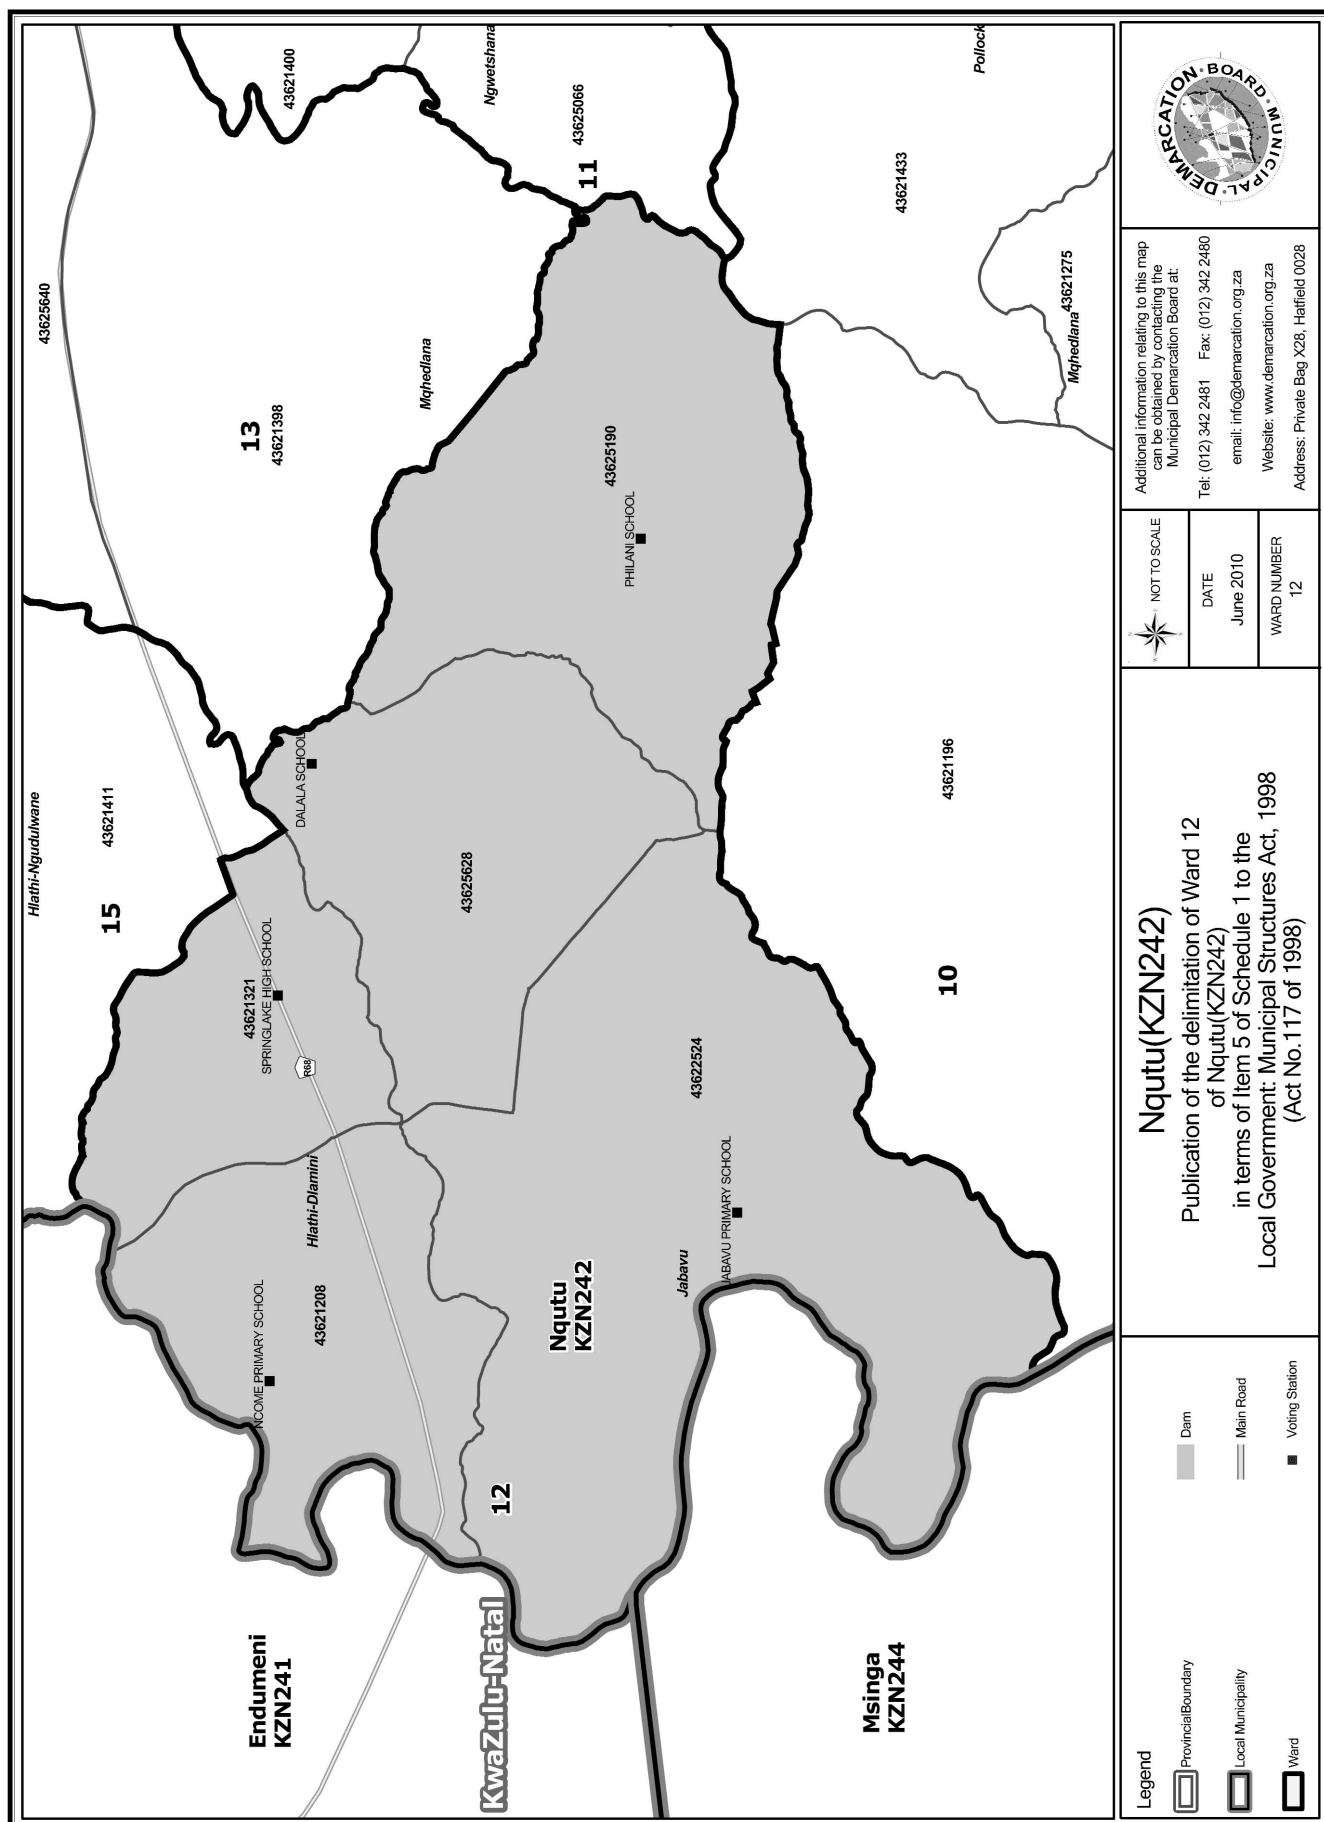 Hlathi-Ngudulwane
43621411
15
43625640
13
43621398
43621400
Mqhedlana
Ngwetshana
43625066
11
Pollock
43621433
Mqhedlana
43621275
43621196
10
43625190
PHILANI SCHOOL
DALALA SCHOOL
43625628
43621321
SPRINGLAKE HIGH SCHOOL
R68
Hlathi-Dlamini
NCOME PRIMARY SCHOOL
43621208
Nqutu
KZN242
43622524
JABAVU PRIMARY SCHOOL
Jabavu
12
Endumeni
KZN241
KwaZulu-Natal
Msinga
KZN244
Legend
ProvincialBoundary
Local Municipality
Ward
Dam
Main Road
Voting Station
Nqutu(KZN242)
Publication of the delimitation of Ward 12
of Nqutu(KZN242)
in terms of Item 5 of Schedule 1 to the
Local Government: Municipal Structures Act, 1998
(Act No.117 of 1998)
N
E
S
W
NOT TO SCALE
DATE
June 2010
WARD NUMBER
12
Additional information relating to this map
can be obtained by contacting the
Municipal Demarcation Board at:
Tel: (012) 342 2481 Fax: (012) 342 2480
email: info@demarcation.org.za
Website: www.demarcation.org.za
Address: Private Bag X28, Hatfield 0028
MUNICIPAL DEMARCATION BOARD